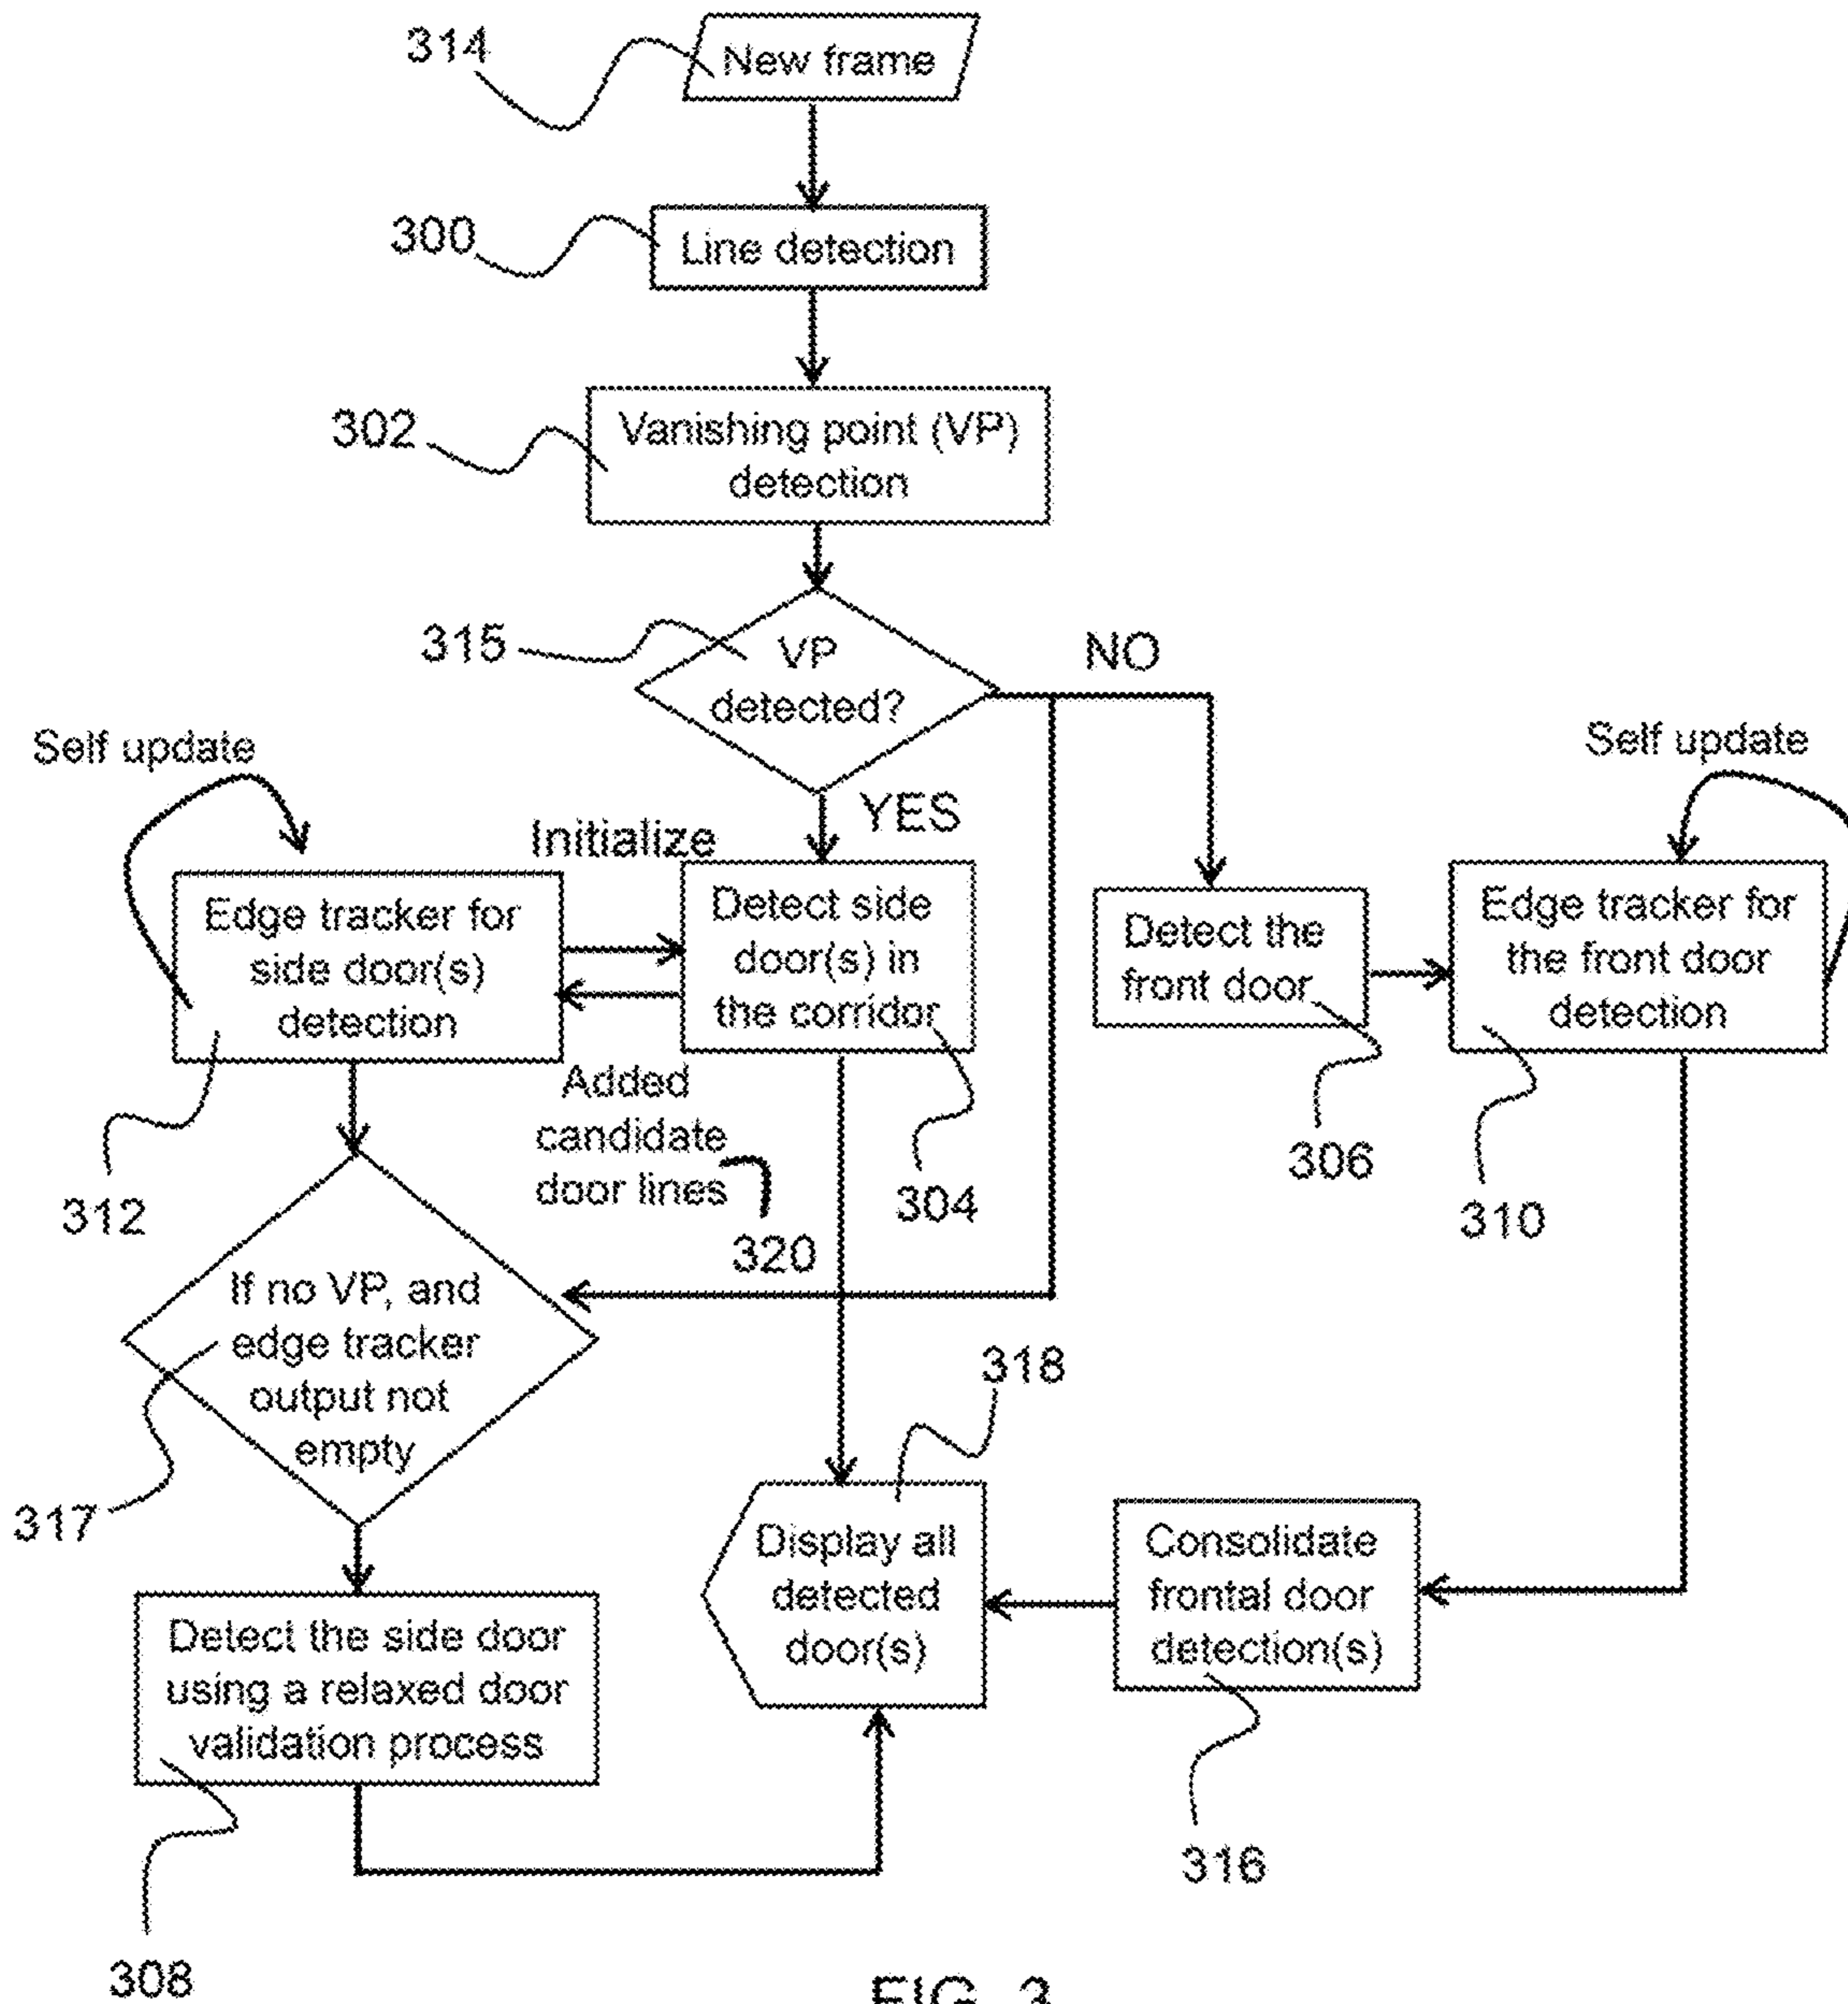 314
New frame
300
Line detection
302
Vanishing point (VP)
detection
315
VP
detected?
NO
YES
Self update
Initialize
Self update
Edge tracker for
side door(s)
detection
Detect side
door(s) in
the corridor
Detect the
front door
Edge tracker for
the front door
detection
312
Added
candidate
door lines
320
304
306
310
If no VP, and
edge tracker
output not
empty
317
318
Display all
detected
door(s)
Consolidate
frontal door
detection(s)
Detect the side door
using a relaxed door
validation process
316
308
FIG. 3